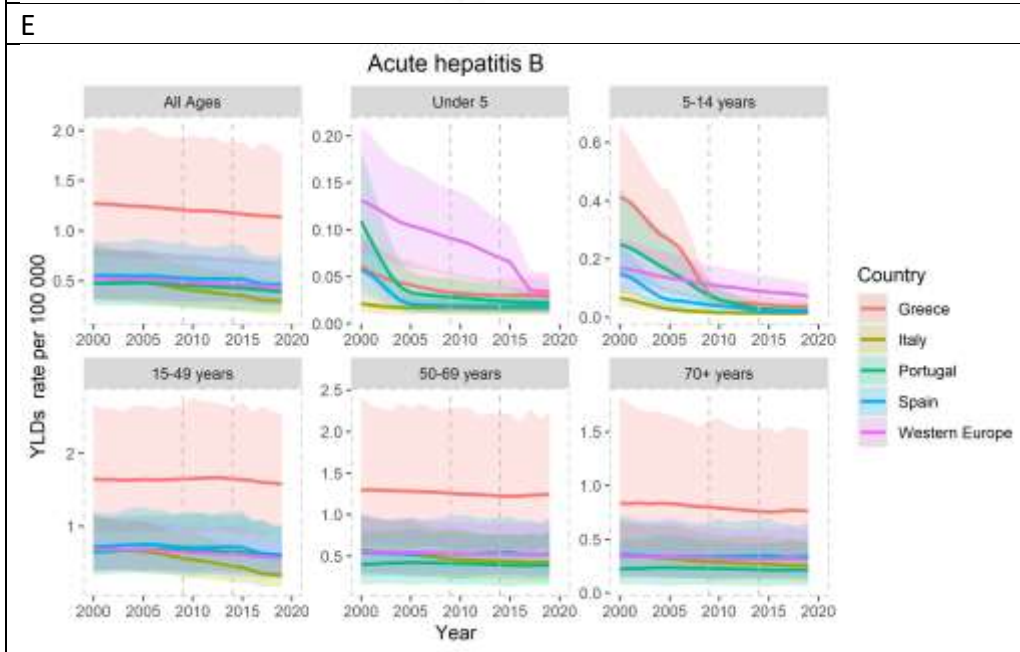 E
Acute hepatitis B
All Ages Under 5 5-14 years
2.0
1.5
1.0
0.5
0.20
0.15
0.10
0.05
0.00
0.6
0.4
0.2
0.0
2000 2005 2010 2015 2020 2000 2005 2010 2015 2020 2000 2005 2010 2015 2020
15-49 years 50-69 years 70+ years
2
1
2.5
2.0
1.5
1.0
0.5
1.5
1.0
0.5
0.0
2000 2005 2010 2015 2020 2000 2005 2010 2015 2020 2000 2005 2010 2015 2020
Year
YLDs rate per 100 000
Country
Greece
Italy
Portugal
Spain
Western Europe